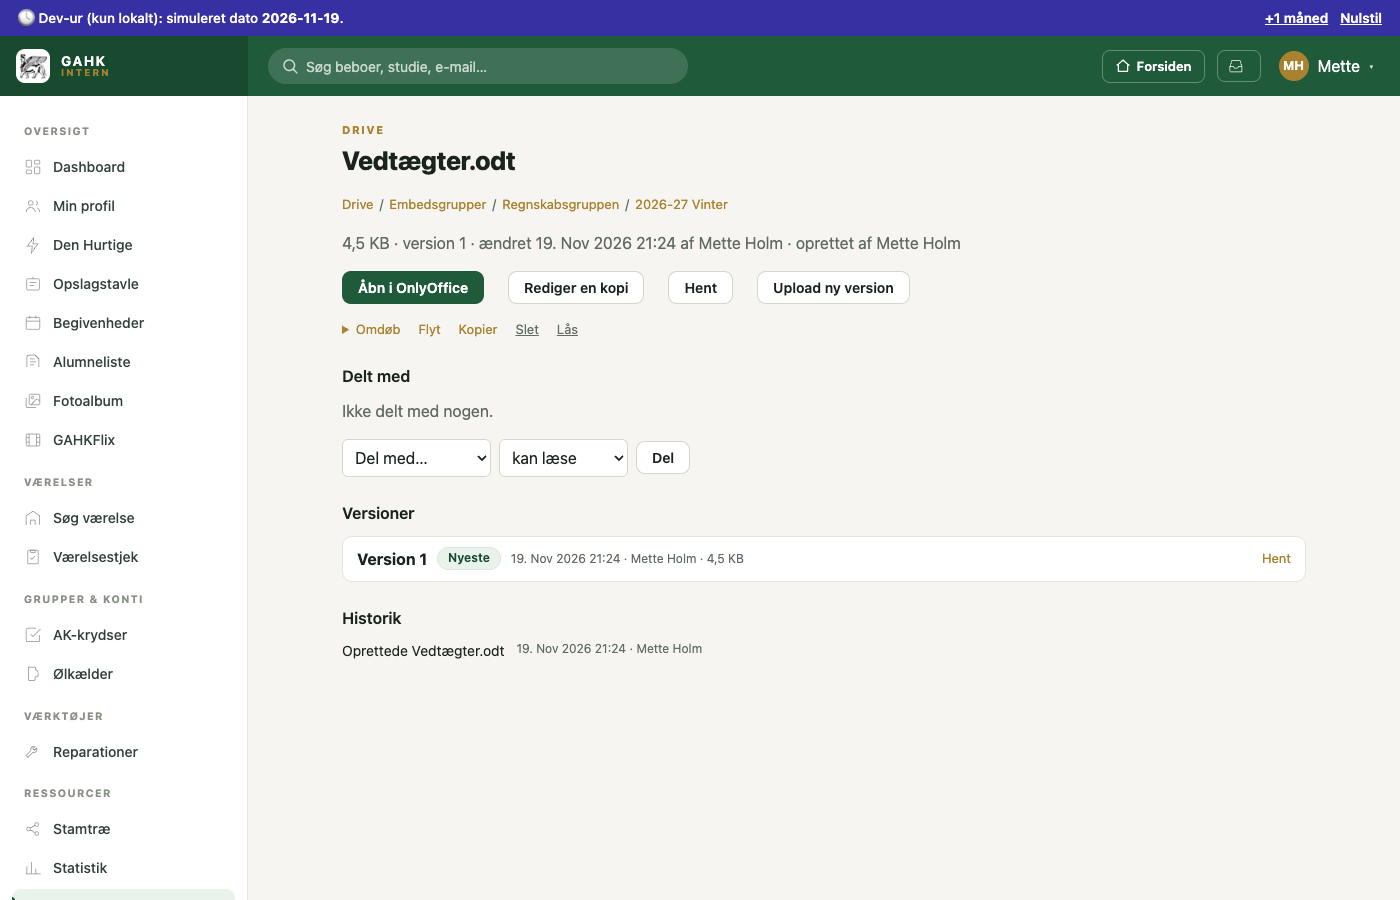 Dev-ur (kun lokalt): simuleret dato 2026-11-19.
+1 måned Nulstil
GAHK
INTERN
Søg beboer, studie, e-mail...
Forsiden
MH Mette
OVERSIGT
Dashboard
Min profil
Den Hurtige
Opslagstavle
Begivenheder
Alumneliste
Fotoalbum
GAHKFlix
VÆRELSER
Søg værelse
Værelsestjek
GRUPPER & KONTI
AK-krydser
Ølkælder
VÆRKTØJER
Reparationer
RESSOURCER
Stamtræ
Statistik
DRIVE
Vedtægter.odt
Drive / Embedsgrupper / Regnskabsgruppen / 2026-27 Vinter
4,5 KB · version 1 · ændret 19. Nov 2026 21:24 af Mette Holm · oprettet af Mette Holm
Åbn i OnlyOffice Rediger en kopi Hent Upload ny version
Omdøb Flyt Kopier Slet Lås
Delt med
Ikke delt med nogen.
Del med... kan læse Del
Versioner
Version 1 Nyeste 19. Nov 2026 21:24 · Mette Holm · 4,5 KB Hent
Historik
Oprettede Vedtægter.odt 19. Nov 2026 21:24 · Mette Holm